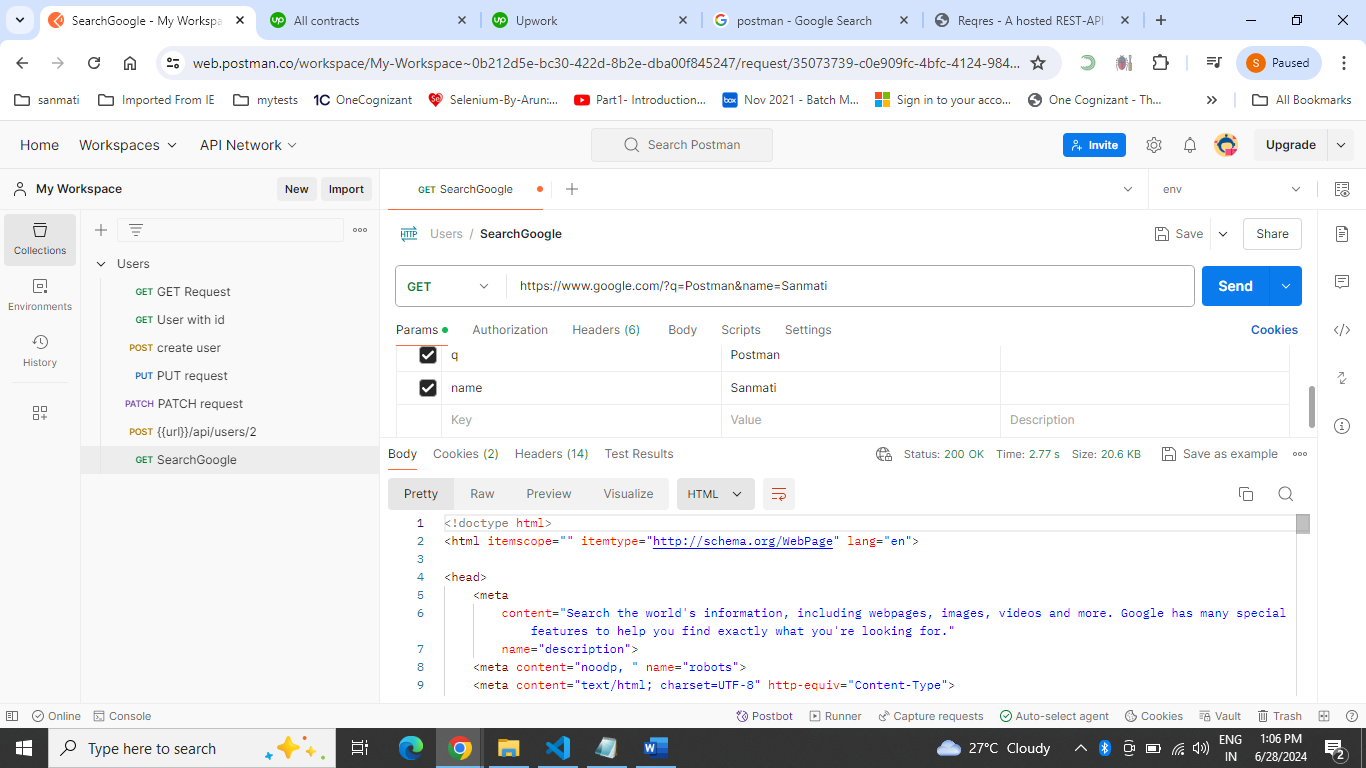 SearchGoogle - My Workspa
All contracts
Upwork
postman - Google Search
Reqres - A hosted REST-API
web.postman.co/workspace/My-Workspace~0b212d5e-bc30-422d-8b2e-dba00f845247/request/35073739-c0e909fc-4bfc-4124-984...
S Paused
sanmati
Imported From IE
mytests
1C OneCognizant
Selenium-By-Arun:...
Part1- Introduction...
box Nov 2021 - Batch M...
Sign in to your acco...
One Cognizant - Th...
All Bookmarks
Home
Workspaces
API Network
Search Postman
Invite
Upgrade
My Workspace
New
Import
GET SearchGoogle
env
Collections
Environments
History
Users
GET GET Request
GET User with id
POST create user
PUT PUT request
PATCH PATCH request
POST {{url}}/api/users/2
GET SearchGoogle
HTTP Users / SearchGoogle
Save
Share
GET
https://www.google.com/?q=Postman&name=Sanmati
Send
Params
Authorization
Headers (6)
Body
Scripts
Settings
Cookies
q Postman
name Sanmati
Key Value Description
Body
Cookies (2)
Headers (14)
Test Results
Status: 200 OK Time: 2.77 s Size: 20.6 KB
Save as example
Pretty
Raw
Preview
Visualize
HTML
1 <!doctype html>
2 <html itemscope="" itemtype="http://schema.org/WebPage" lang="en">
3
4 <head>
5 <meta
6 content="Search the world's information, including webpages, images, videos and more. Google has many special
features to help you find exactly what you're looking for."
7 name="description">
8 <meta content="noodp, " name="robots">
9 <meta content="text/html; charset=UTF-8" http-equiv="Content-Type">
Online
Console
Postbot
Runner
Capture requests
Auto-select agent
Cookies
Vault
Trash
Type here to search
27°C Cloudy
ENG
IN
1:06 PM
6/28/2024
2